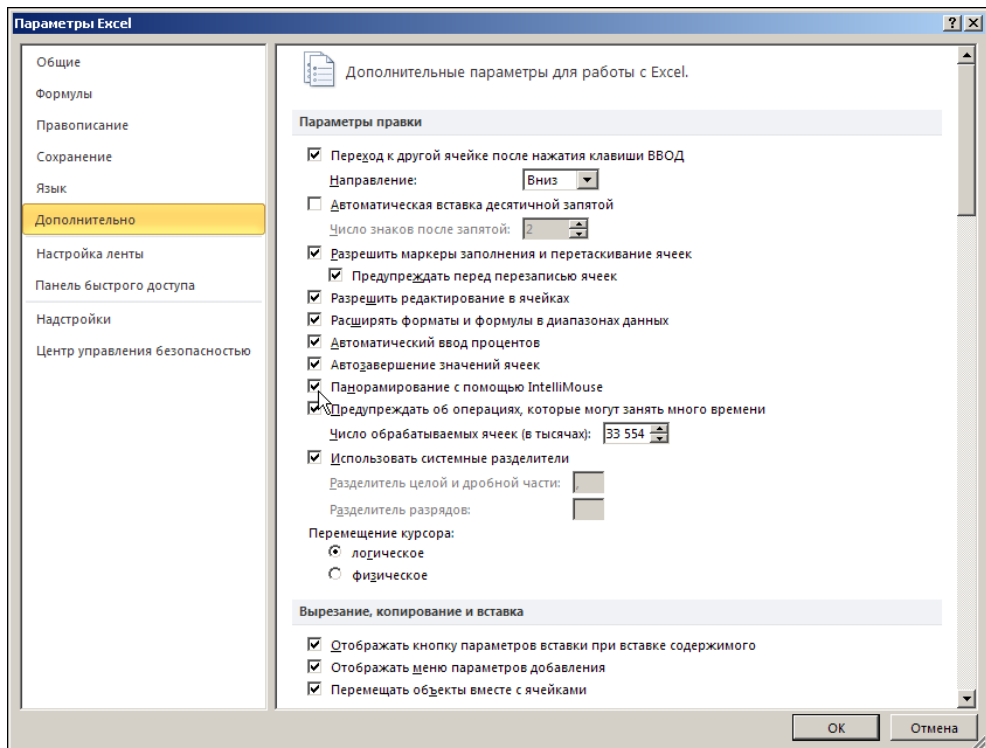 Параметры Excel
Общие
Формулы
Правописание
Сохранение
Язык
Дополнительно
Настройка ленты
Панель быстрого доступа
Надстройки
Центр управления безопасностью
Дополнительные параметры для работы с Excel.
Параметры правки
Переход к другой ячейке после нажатия клавиши ВВОД
Направление: Вниз
Автоматическая вставка десятичной запятой
Число знаков после запятой: 2
Разрешить маркеры заполнения и перетаскивание ячеек
Предупреждать перед перезаписью ячеек
Разрешить редактирование в ячейках
Расширять форматы и формулы в диапазонах данных
Автоматический ввод процентов
Автозавершение значений ячеек
Панорамирование с помощью IntelliMouse
Предупреждать об операциях, которые могут занять много времени
Число обрабатываемых ячеек (в тысячах): 33 554
Использовать системные разделители
Разделитель целой и дробной части: ,
Разделитель разрядов:
Перемещение курсора:
логическое
физическое
Вырезание, копирование и вставка
Отображать кнопку параметров вставки при вставке содержимого
Отображать меню параметров добавления
Перемещать объекты вместе с ячейками
ОК Отмена